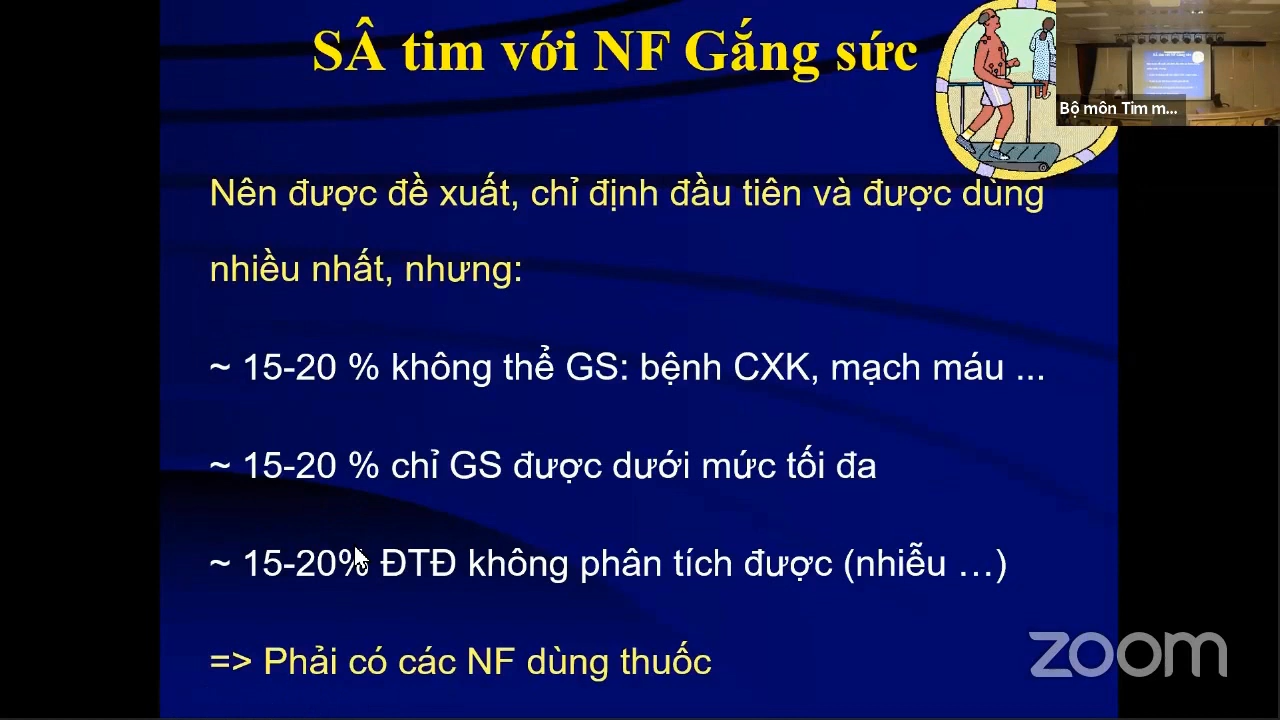 SÂ tim với NF Gắng sức
Bộ môn Tim m...
Nên được đề xuất, chỉ định đầu tiên và được dùng
nhiều nhất, nhưng:
~ 15-20 % không thể GS: bệnh CXK, mạch máu ...
~ 15-20 % chỉ GS được dưới mức tối đa
~ 15-20% ĐTĐ không phân tích được (nhiễu …)
=> Phải có các NF dùng thuốc
zoom